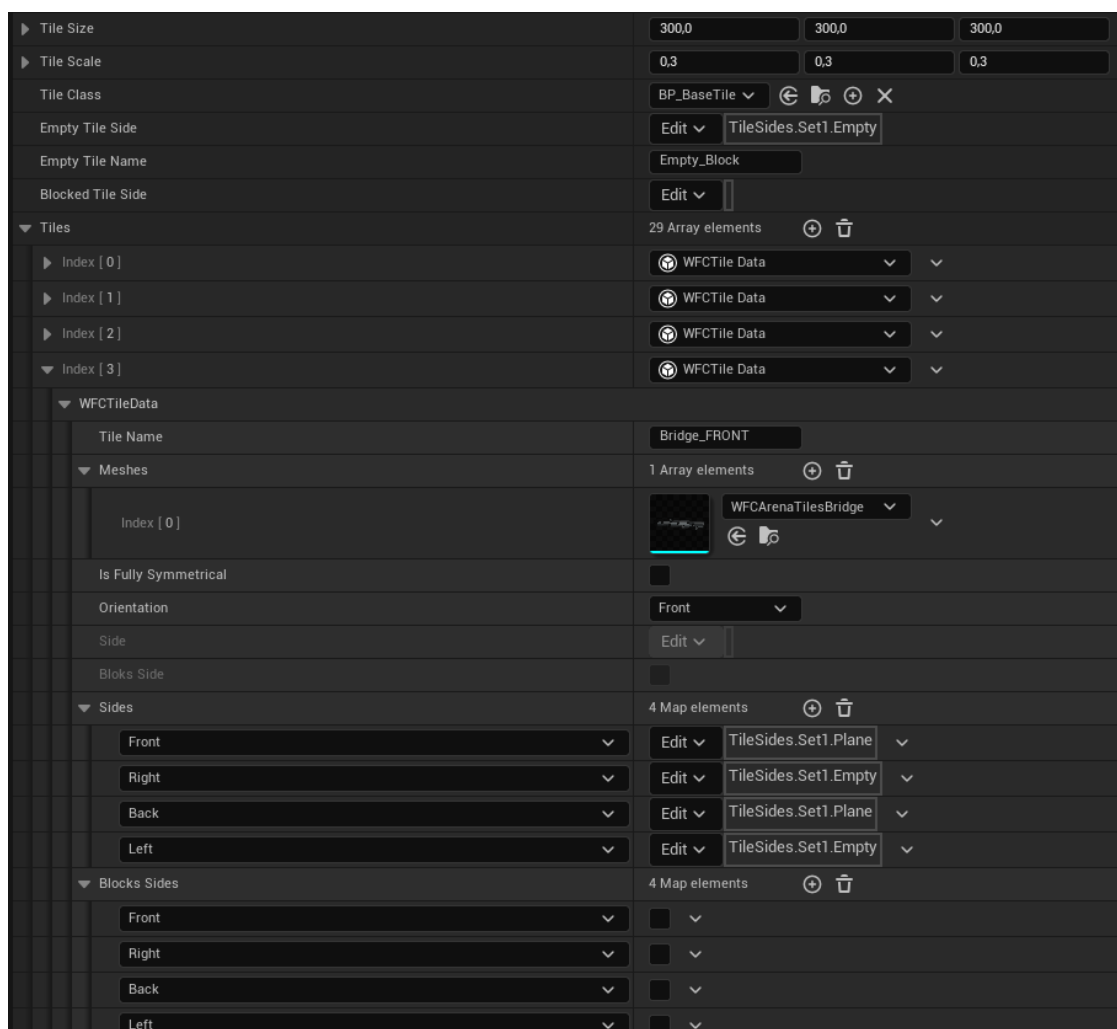 Tile Size 300,0 300,0 300,0
Tile Scale 0,3 0,3 0,3
Tile Class BP_BaseTile
Empty Tile Side Edit TileSides.Set1.Empty
Empty Tile Name Empty_Block
Blocked Tile Side Edit
Tiles 29 Array elements
Index [ 0 ] WFCTile Data
Index [ 1 ] WFCTile Data
Index [ 2 ] WFCTile Data
Index [ 3 ] WFCTile Data
WFCTileData
Tile Name Bridge_FRONT
Meshes 1 Array elements
Index [ 0 ] WFCArenaTilesBridge
Is Fully Symmetrical
Orientation Front
Side Edit
Bloks Side
Sides 4 Map elements
Front Edit TileSides.Set1.Plane
Right Edit TileSides.Set1.Empty
Back Edit TileSides.Set1.Plane
Left Edit TileSides.Set1.Empty
Blocks Sides 4 Map elements
Front
Right
Back
Left